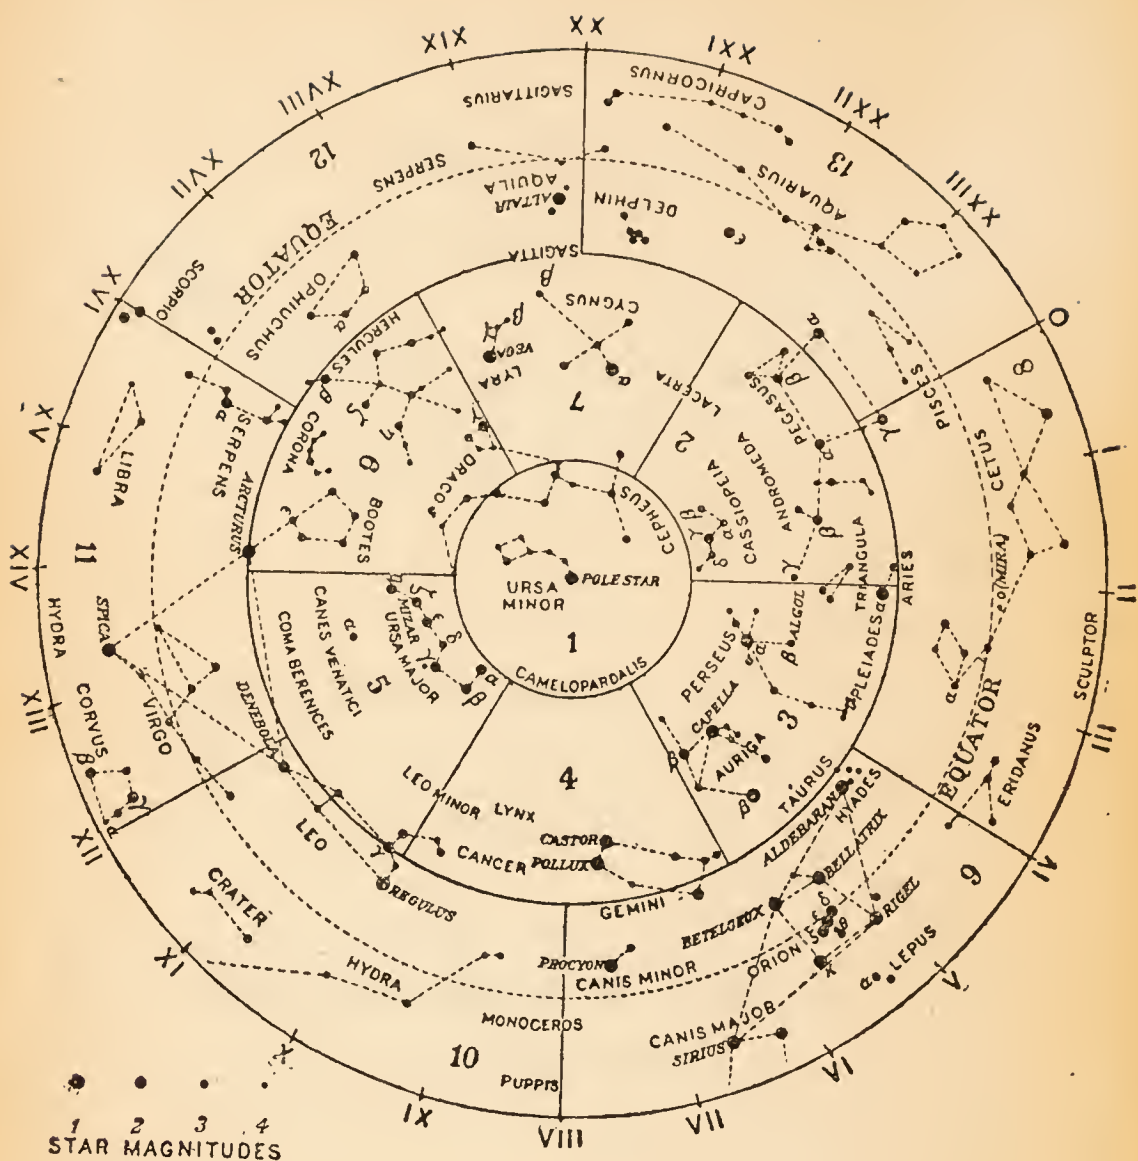 XX
XIX
XXI
XVIII
XXII
XVII
XXIII
XVI
O
XV
I
XIV
II
XIII
III
XII
XI
V
X
VI
IX
VIII
VII
CAPRICORNUS
SAGITTARIUS
12
13
SERPENS
AQUARIUS
AQUILA
ALTAIR
DELPHIN
ε
EQUATOR
SAGITTA
SCORPIO
OPHIUCHUS
α
β
CYGNUS
α
HERCULES
β
VEGA
LYRA
α
β
PEGASUS
LACERTA
PISCES
8
CETUS
7
2
LIBRA
α
SERPENS
β
ζ
CORONA
6
η
γ
DRACO
α
γ
ANDROMEDA
CASSIOPEIA
β
γ
α
δ
β
γ
CEPHEUS
ARCTURUS
ε
BOOTES
11
URSA
MINOR
POLE STAR
TRIANGULA
ARIES
α
ο (MIRA)
HYDRA
SPICA
CANES VENATICI
COMA BERENICES
α
5
η
ζ
MIZAR
ε
δ
URSA MAJOR
γ
α
β
1
CAMELOPARDALIS
PERSEUS
α
ALGOL
β
PLEIADES
α
SCULPTOR
CORVUS
β
γ
VIRGO
DENEBOLA
CAPELLA
3
β
AURIGA
β
TAURUS
EQUATOR
ERIDANUS
LEO MINOR
LYNX
4
LEO
γ
CANCER
CASTOR
POLLUX
REGULUS
GEMINI
ALDEBARAN
HYADES
BELLATRIX
9
CRATER
BETELGEUX
δ
ε
ζ
RIGEL
ORION
κ
α
LEPUS
HYDRA
PROCYON
CANIS MINOR
MONOCEROS
CANIS MAJOR
SIRIUS
10
PUPPIS
1 2 3 4
STAR MAGNITUDES